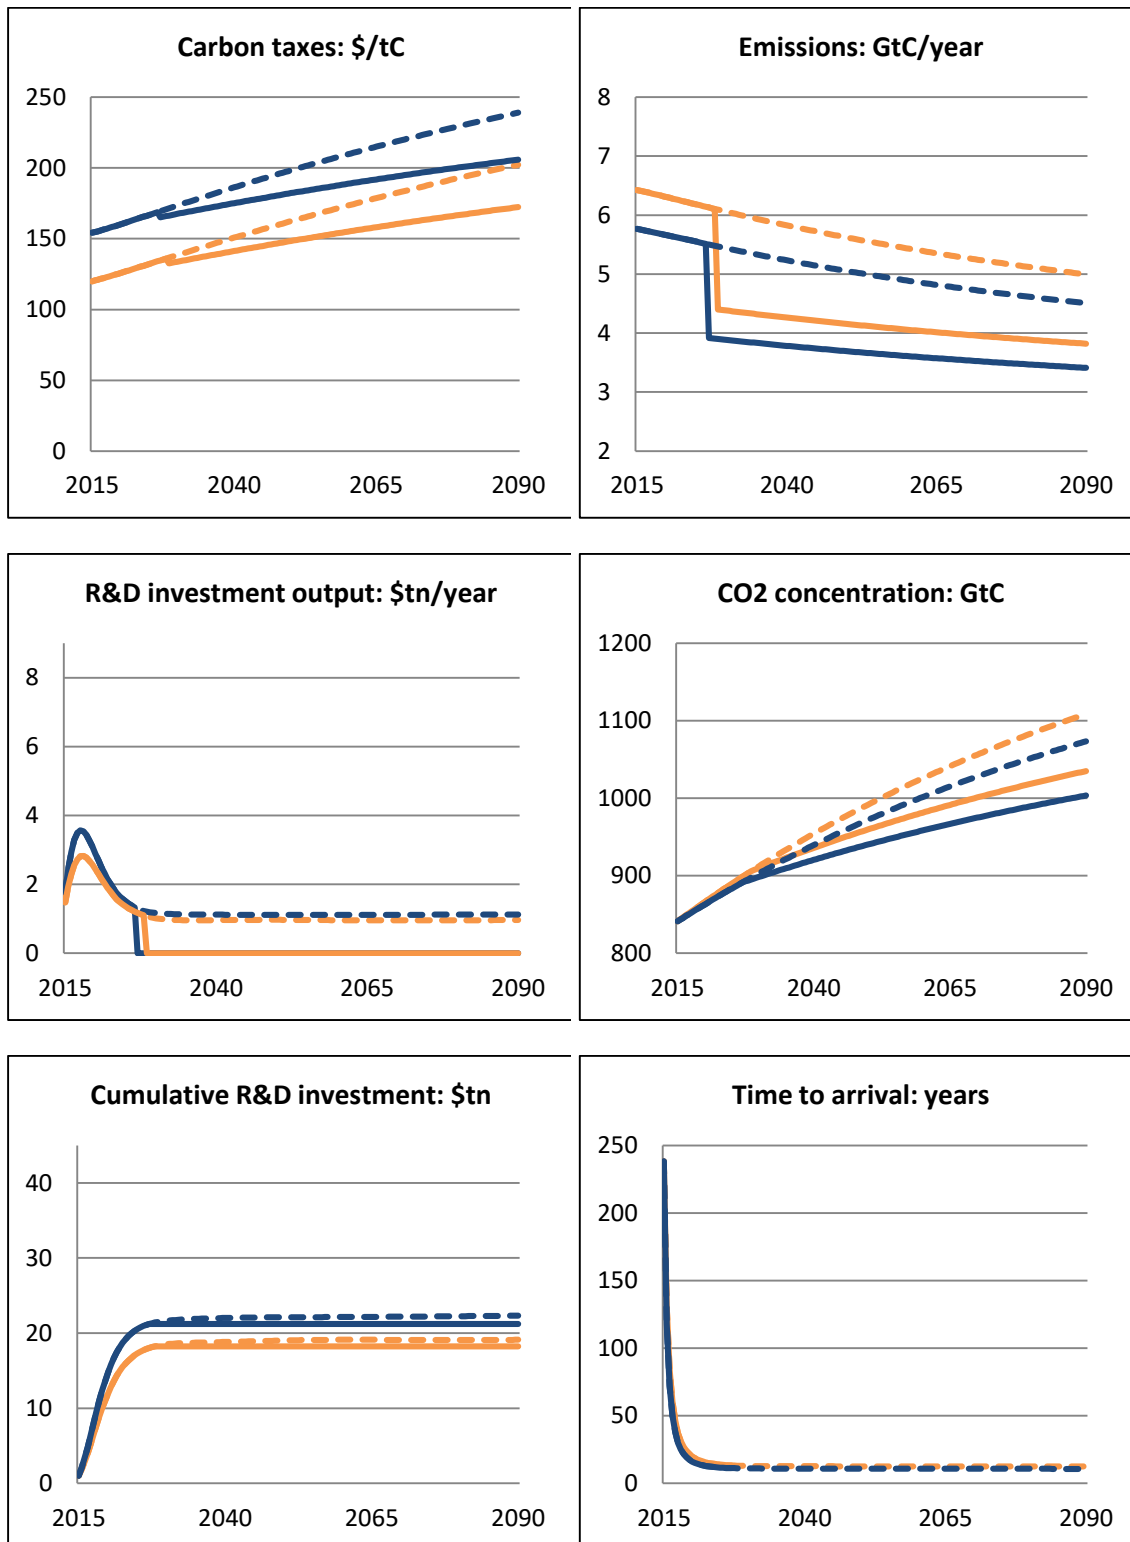 Carbon taxes: $/tC
250
200
150
100
50
0
2015 2040 2065 2090
Emissions: GtC/year
8
7
6
5
4
3
2
2015 2040 2065 2090
R&D investment output: $tn/year
8
6
4
2
0
2015 2040 2065 2090
CO2 concentration: GtC
1200
1100
1000
900
800
2015 2040 2065 2090
Cumulative R&D investment: $tn
40
30
20
10
0
2015 2040 2065 2090
Time to arrival: years
250
200
150
100
50
0
2015 2040 2065 2090